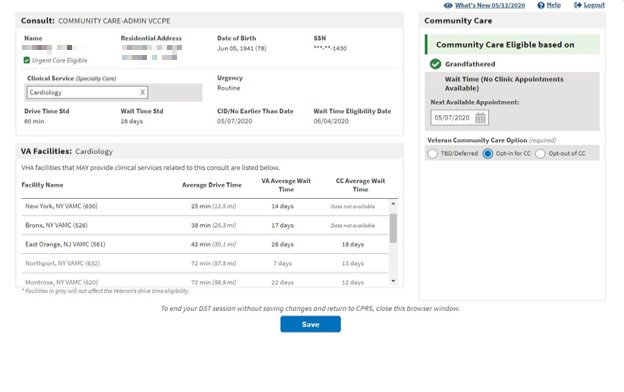 What's New 05/12/2020 Help Logout
Consult: COMMUNITY CARE-ADMIN VCCPE
Name Residential Address Date of Birth SSN
Jun 05, 1941 (78) ***-**-1430
Urgent Care Eligible
Clinical Service (Specialty Care) Urgency
Cardiology X Routine
Drive Time Std Wait Time Std CID/No Earlier Than Date Wait Time Eligibility Date
60 min 28 days 05/07/2020 06/04/2020
VA Facilities: Cardiology
VHA facilities that MAY provide clinical services related to this consult are listed below.
Facility Name Average Drive Time VA Average Wait Time CC Average Wait Time
New York, NY VAMC (630) 25 min (12.5 mi) 14 days Data not available
Bronx, NY VAMC (526) 38 min (25.3 mi) 17 days Data not available
East Orange, NJ VAMC (561) 42 min (30.1 mi) 26 days 18 days
Northport, NY VAMC (632) 72 min (57.5 mi) 7 days 13 days
Montrose, NY VAMC (620) 72 min (56.9 mi) 22 days 12 days
* Facilities in gray will not affect the Veteran's drive time eligibility.
Community Care
Community Care Eligible based on
Grandfathered
Wait Time (No Clinic Appointments
Available)
Next Available Appointment:
05/07/2020
Veteran Community Care Option (required)
TBD/Deferred Opt-in for CC Opt-out of CC
To end your DST session without saving changes and return to CPRS, close this browser window.
Save